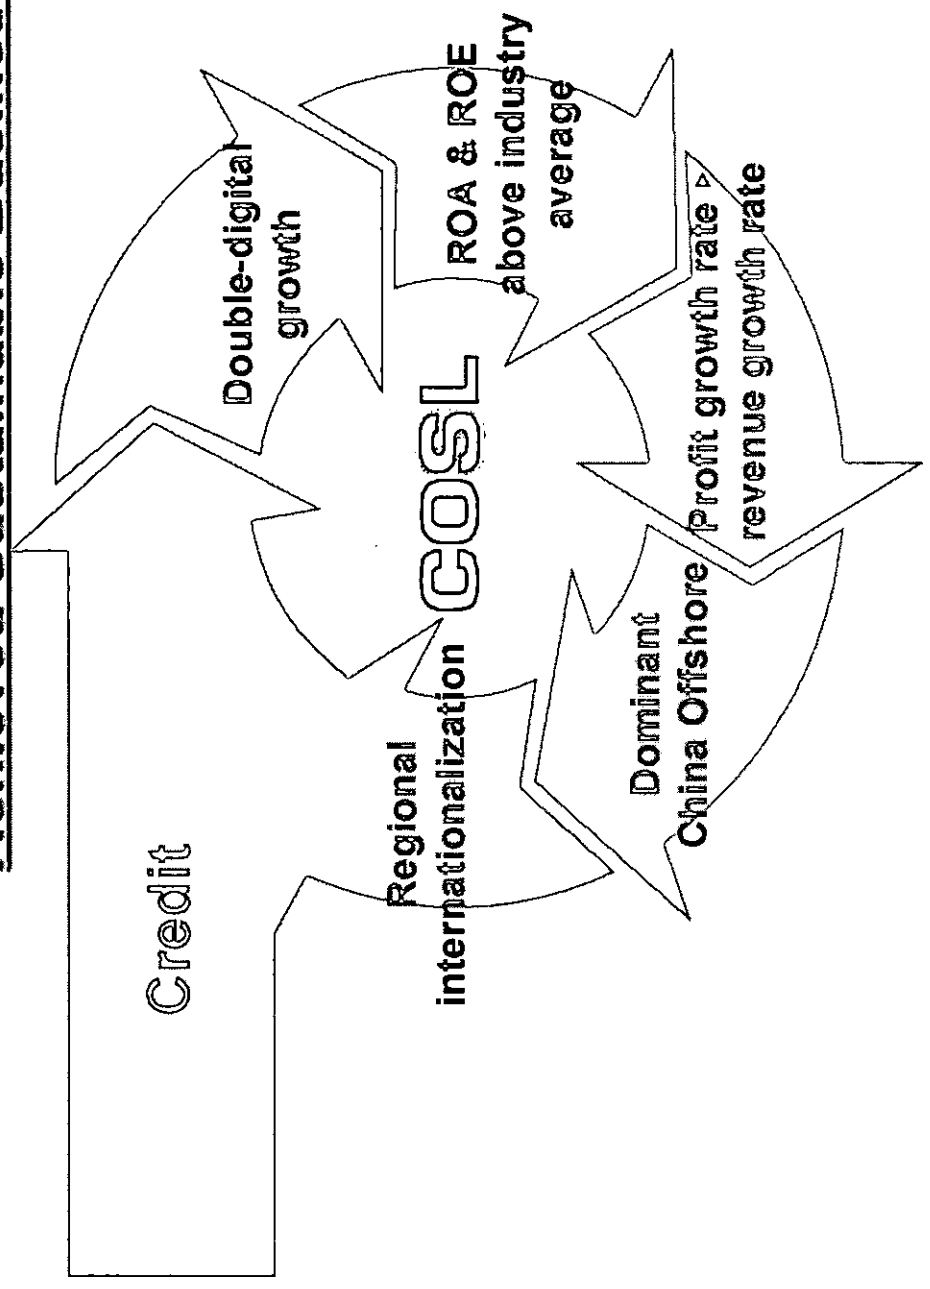 Credit
Double-digital
growth
ROA & ROE
above industry
average
Profit growth rate >
revenue growth rate
Dominant
China Offshore
Regional
internationalization
COSL